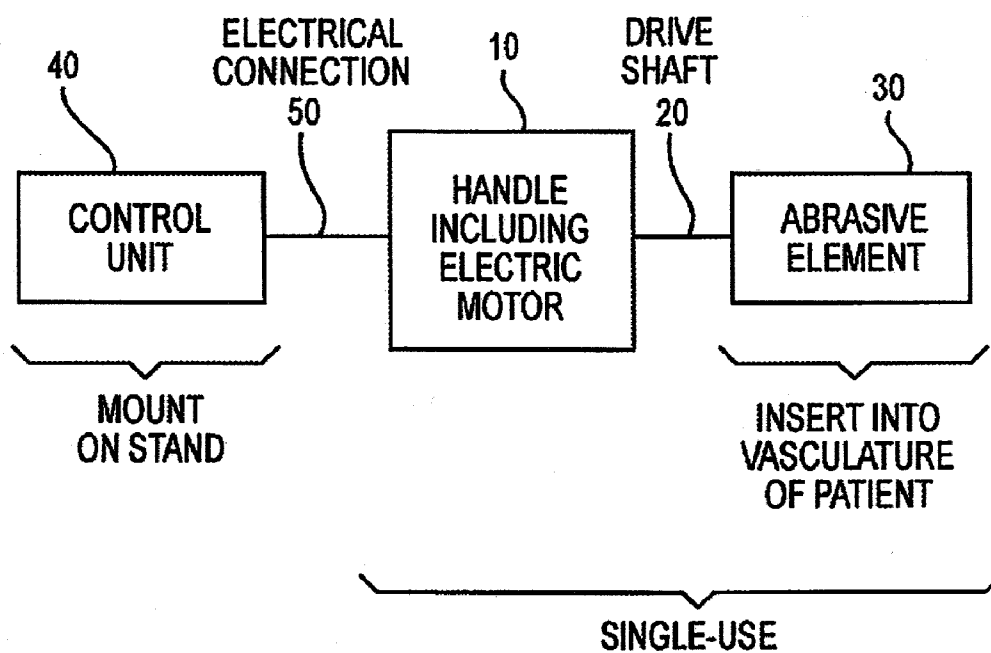 ELECTRICAL
CONNECTION
50
10
DRIVE
SHAFT
20
30
40
CONTROL
UNIT
HANDLE
INCLUDING
ELECTRIC
MOTOR
ABRASIVE
ELEMENT
MOUNT
ON STAND
INSERT INTO
VASCULATURE
OF PATIENT
SINGLE-USE